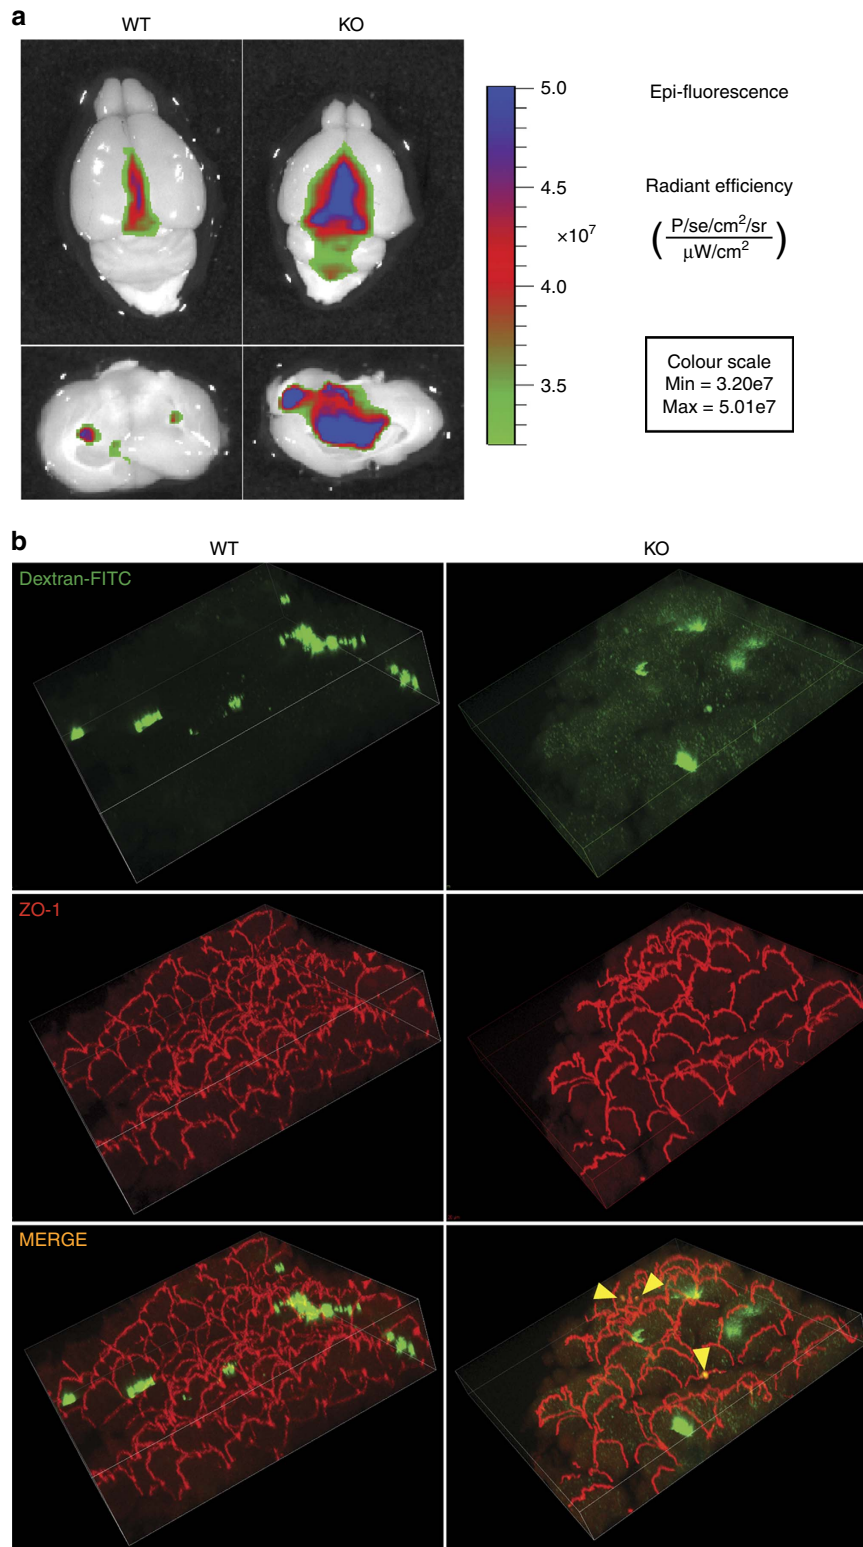 a
WT
KO
5.0
4.5
×10⁷
4.0
3.5
Epi-fluorescence
Radiant efficiency
( P/se/cm²/sr
μW/cm² )
Colour scale
Min = 3.20e7
Max = 5.01e7
b
WT
KO
Dextran-FITC
ZO-1
MERGE